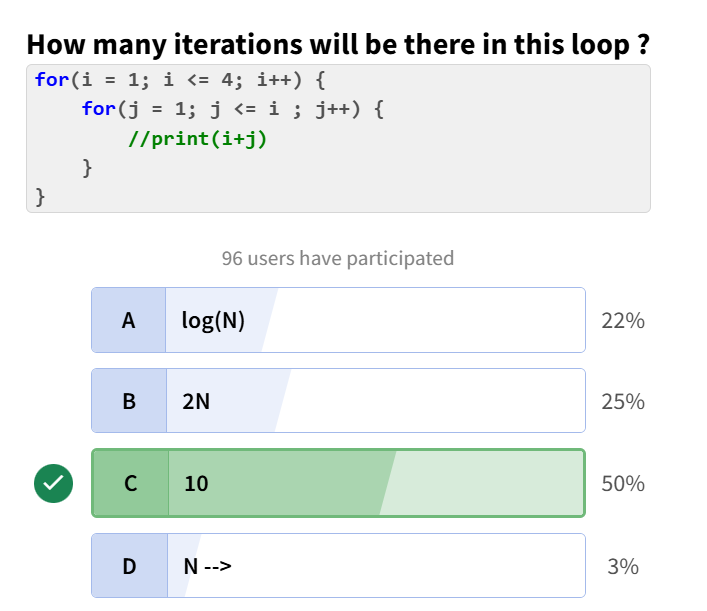 How many iterations will be there in this loop ?
for(i = 1; i <= 4; i++) {
    for(j = 1; j <= i ; j++) {
        //print(i+j)
    }
}
96 users have participated
A log(N) 22%
B 2N 25%
C 10 50%
D N --> 3%